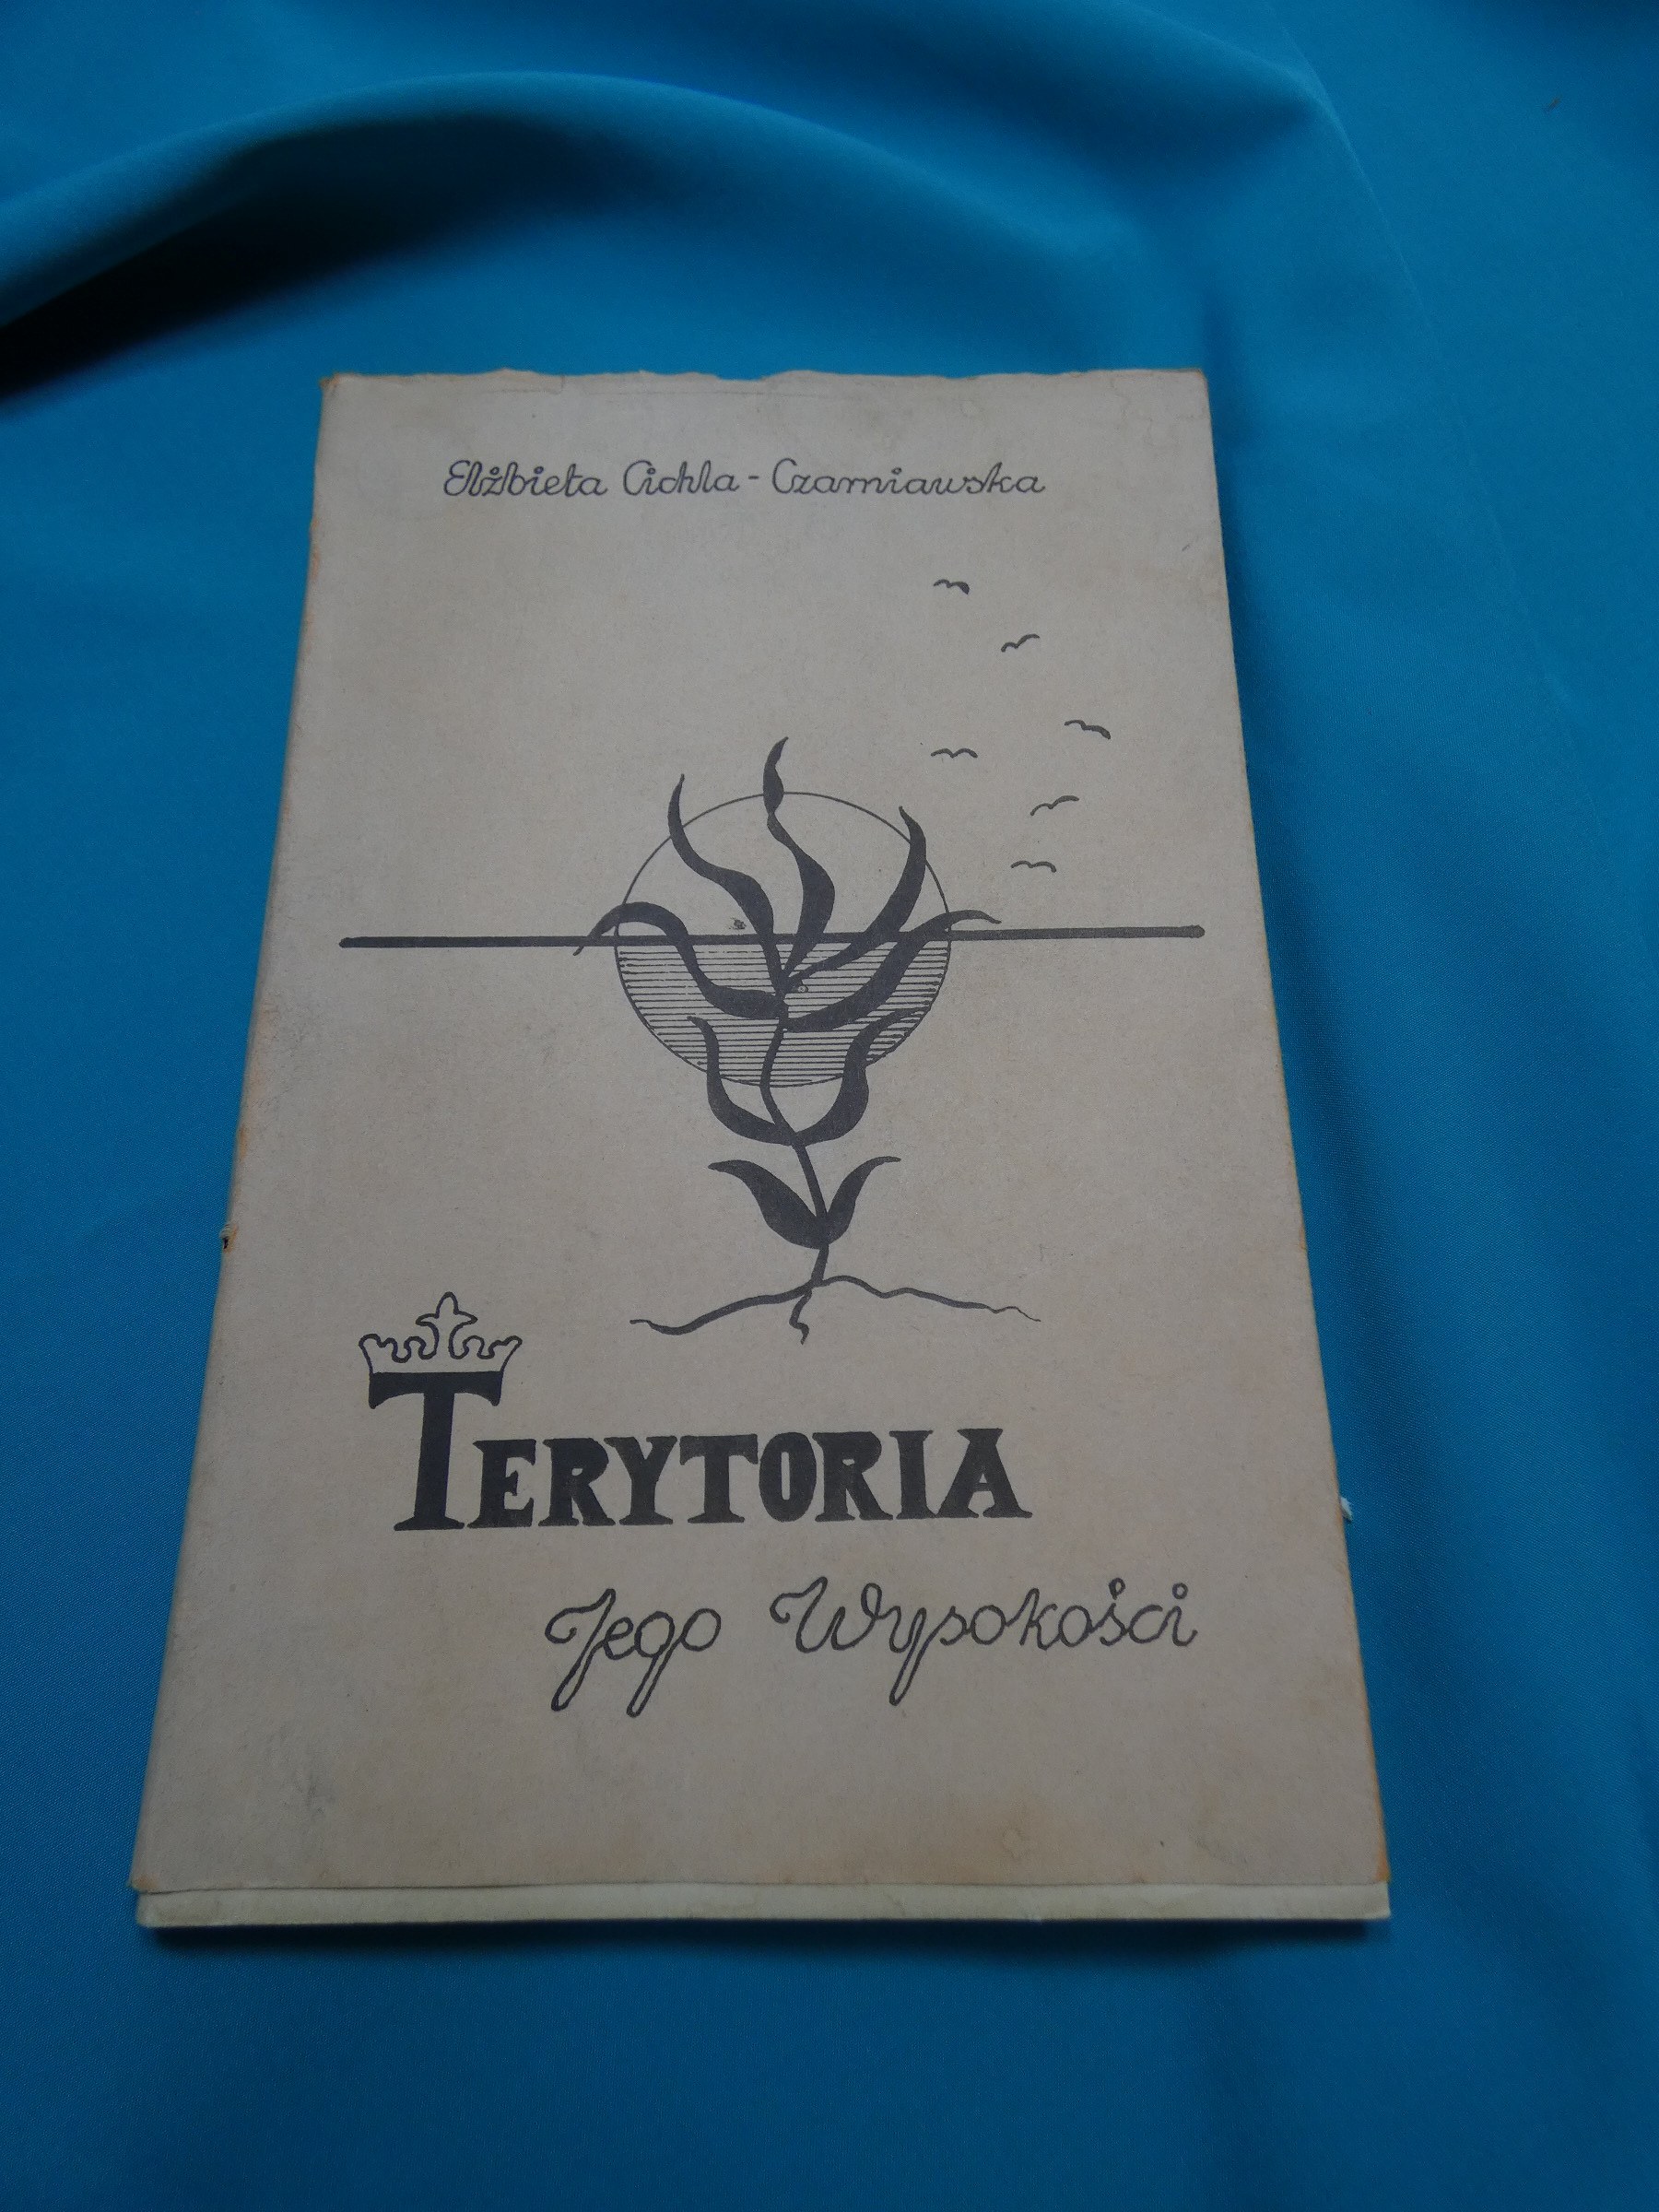 Elżbieta Cichla - Czarniawska
TERYTORIA
Jego Wysokości